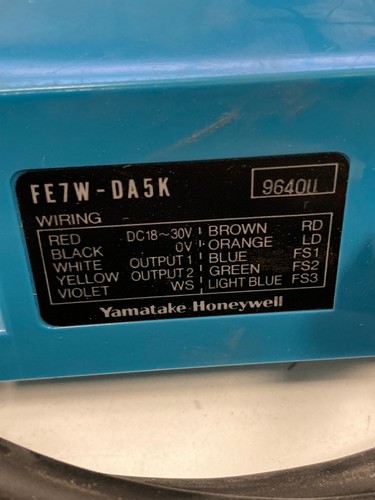 FE7W-DA5K
9640U
WIRING
RED DC18~30V BROWN RD
BLACK 0V ORANGE LD
WHITE OUTPUT1 BLUE FS1
YELLOW OUTPUT2 GREEN FS2
VIOLET WS LIGHT BLUE FS3
Yamatake-Honeywell